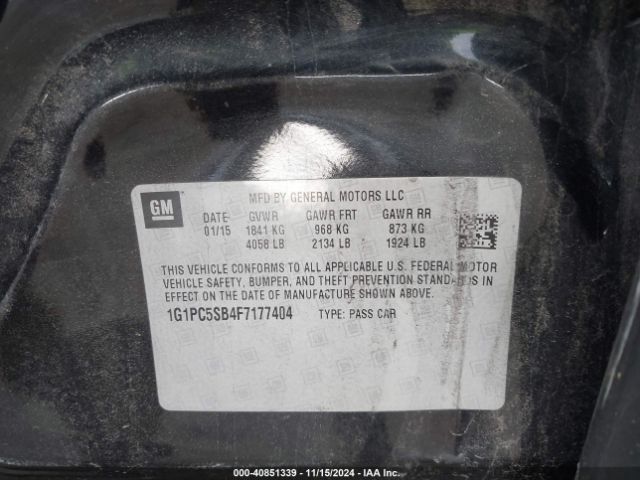 GM
MFD BY GENERAL MOTORS LLC
DATE GVWR GAWR FRT GAWR RR
01/15 1841 KG 968 KG 873 KG
4058 LB 2134 LB 1924 LB
THIS VEHICLE CONFORMS TO ALL APPLICABLE U.S. FEDERAL MOTOR
VEHICLE SAFETY, BUMPER, AND THEFT PREVENTION STANDARDS IN
EFFECT ON THE DATE OF MANUFACTURE SHOWN ABOVE.
1G1PC5SB4F7177404 TYPE: PASS CAR
000-40851339 - 11/15/2024 - IAA Inc.